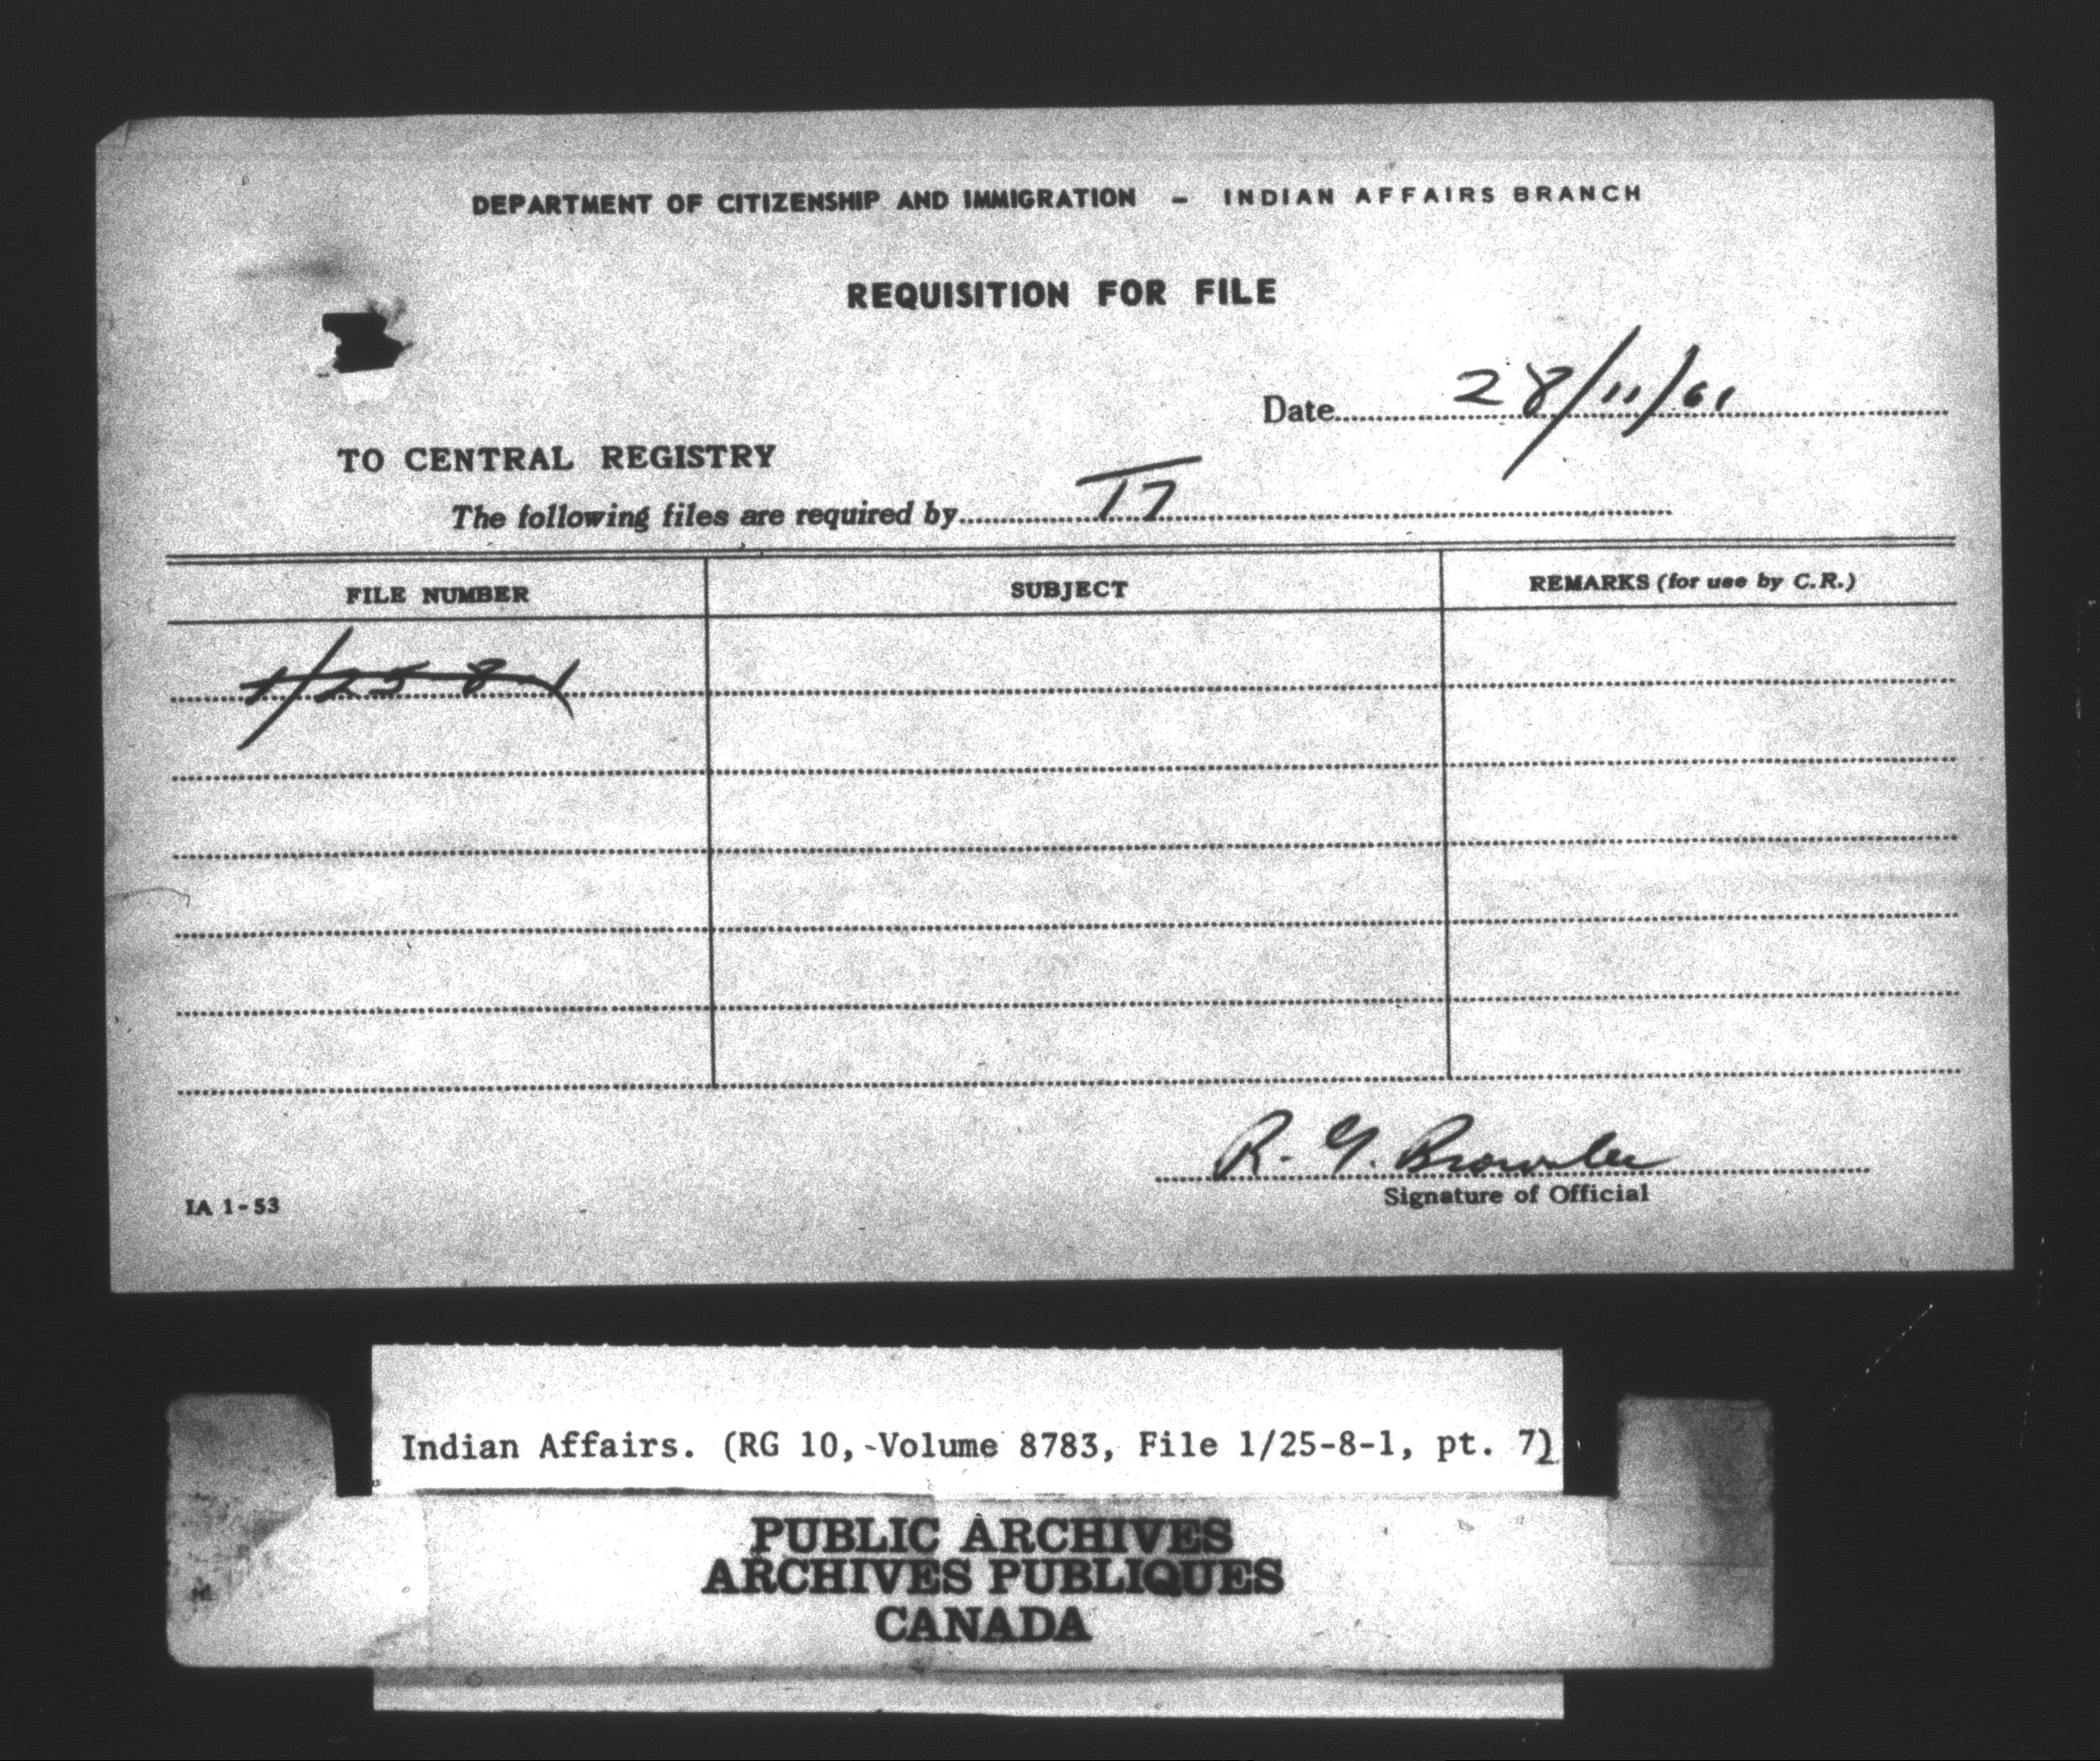 DEPARTMENT OF CITIZENSHIP AND IMMIGRATION – INDIAN AFFAIRS BRANCH
REQUISITION FOR FILE
Date 28/11/61
TO CENTRAL REGISTRY
The following files are required by 17
FILE NUMBER SUBJECT REMARKS (for use by C.R.)
1/25-8-1
R. G.
Signature of Official
IA 1-53
Indian Affairs. (RG 10, Volume 8783, File 1/25-8-1, pt. 7)
PUBLIC ARCHIVES
ARCHIVES PUBLIQUES
CANADA